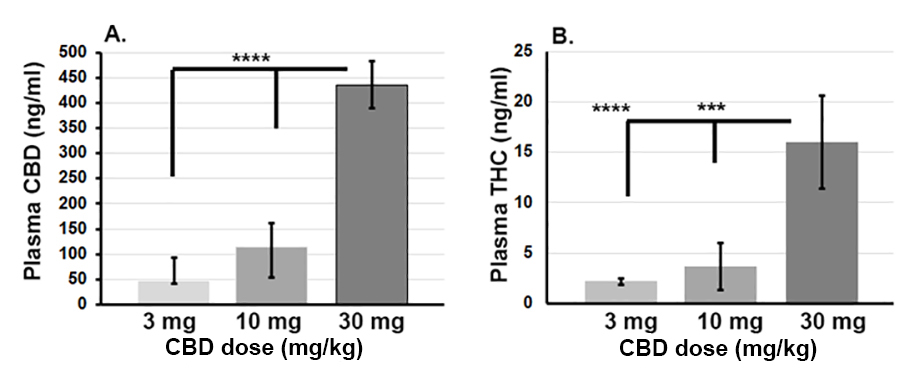 A.
Plasma CBD (ng/ml)
500
450
400
350
300
250
200
150
100
50
0
****
3 mg
10 mg
30 mg
CBD dose (mg/kg)
B.
Plasma THC (ng/ml)
25
20
15
10
5
0
****
***
3 mg
10 mg
30 mg
CBD dose (mg/kg)